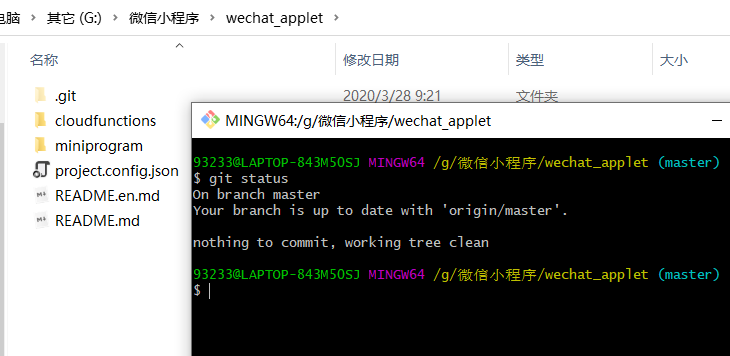 电脑 › 其它 (G:) › 微信小程序 › wechat_applet ›
名称 修改日期 类型 大小
.git 2020/3/28 9:21 文件夹
cloudfunctions
miniprogram
project.config.json
README.en.md
README.md
MINGW64:/g/微信小程序/wechat_applet
93233@LAPTOP-843M5OSJ MINGW64 /g/微信小程序/wechat_applet (master)
$ git status
On branch master
Your branch is up to date with 'origin/master'.
nothing to commit, working tree clean
93233@LAPTOP-843M5OSJ MINGW64 /g/微信小程序/wechat_applet (master)
$